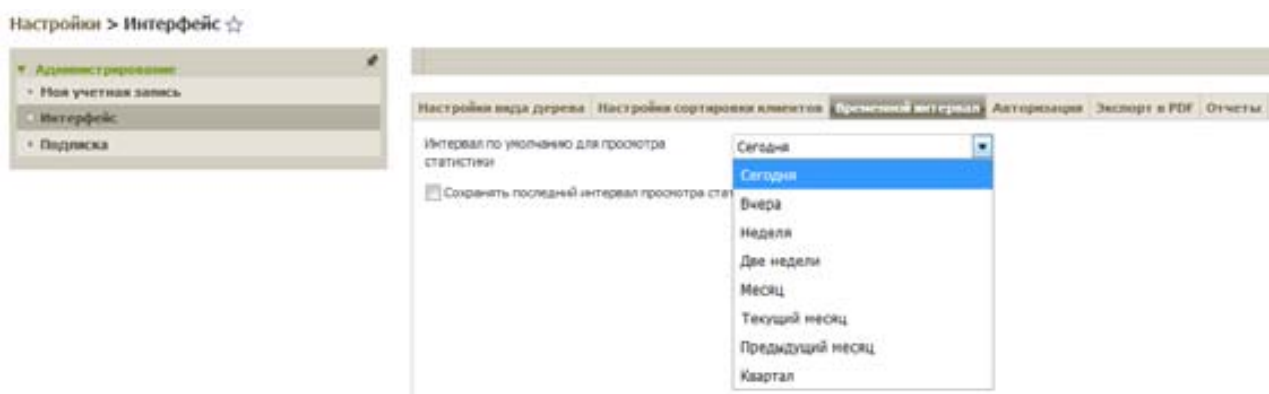 Настройки > Интерфейс
Администрирование
Моя учетная запись
Интерфейс
Подписка
Настройки вида дерева Настройки сортировки клиентов Временной интервал Авторизация Экспорт в PDF Отчеты
Интервал по умолчанию для просмотра
статистики
Сегодня
Сегодня
Сохранять последний интервал просмотра
Вчера
Неделя
Две недели
Месяц
Текущий месяц
Предыдущий месяц
Квартал